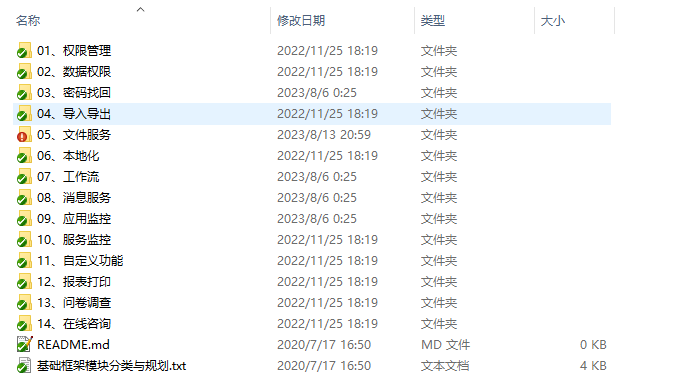 名称 修改日期 类型 大小
01、权限管理 2022/11/25 18:19 文件夹
02、数据权限 2022/11/25 18:19 文件夹
03、密码找回 2023/8/6 0:25 文件夹
04、导入导出 2022/11/25 18:19 文件夹
05、文件服务 2023/8/13 20:59 文件夹
06、本地化 2022/11/25 18:19 文件夹
07、工作流 2023/8/6 0:25 文件夹
08、消息服务 2023/8/6 0:25 文件夹
09、应用监控 2023/8/6 0:25 文件夹
10、服务监控 2022/11/25 18:19 文件夹
11、自定义功能 2022/11/25 18:19 文件夹
12、报表打印 2022/11/25 18:19 文件夹
13、问卷调查 2022/11/25 18:19 文件夹
14、在线咨询 2022/11/25 18:19 文件夹
README.md 2020/7/17 16:50 MD 文件 0 KB
基础框架模块分类与规划.txt 2020/7/17 16:50 文本文档 4 KB